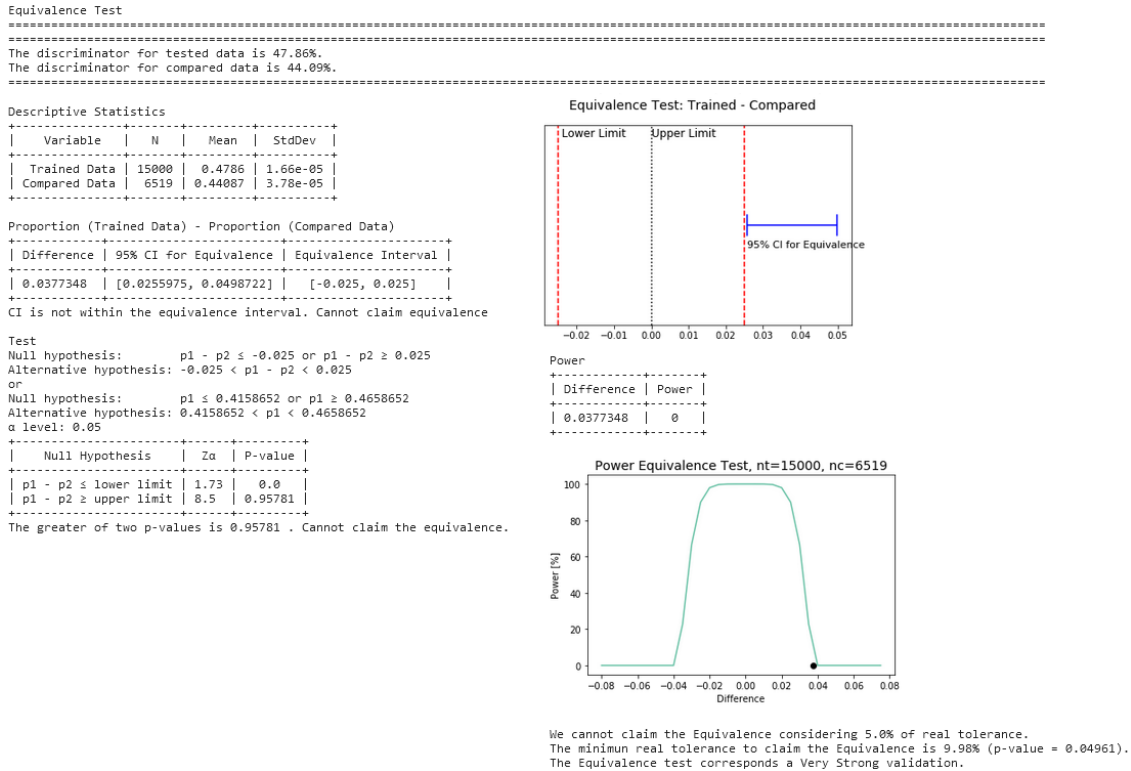 Equivalence Test
================================================================================================================================================
================================================================================================================================================
The discriminator for tested data is 47.86%.
The discriminator for compared data is 44.09%.
================================================================================================================================================
Descriptive Statistics
+---------------+-------+---------+----------+
|    Variable   |   N   |   Mean  |  StdDev  |
+---------------+-------+---------+----------+
|  Trained Data | 15000 |  0.4786 | 1.66e-05 |
| Compared Data |  6519 | 0.44087 | 3.78e-05 |
+---------------+-------+---------+----------+
Proportion (Trained Data) - Proportion (Compared Data)
+------------+------------------------+----------------------+
| Difference | 95% CI for Equivalence | Equivalence Interval |
+------------+------------------------+----------------------+
| 0.0377348  | [0.0255975, 0.0498722] |   [-0.025, 0.025]    |
+------------+------------------------+----------------------+
CI is not within the equivalence interval. Cannot claim equivalence
Test
Null hypothesis:        p1 - p2 ≤ -0.025 or p1 - p2 ≥ 0.025
Alternative hypothesis: -0.025 < p1 - p2 < 0.025
or
Null hypothesis:        p1 ≤ 0.4158652 or p1 ≥ 0.4658652
Alternative hypothesis: 0.4158652 < p1 < 0.4658652
α level: 0.05
+-----------------------+------+---------+
|    Null Hypothesis    |  Zα  | P-value |
+-----------------------+------+---------+
| p1 - p2 ≤ lower limit | 1.73 |   0.0   |
| p1 - p2 ≥ upper limit | 8.5  | 0.95781 |
+-----------------------+------+---------+
The greater of two p-values is 0.95781 . Cannot claim the equivalence.
Equivalence Test: Trained - Compared
Lower Limit Upper Limit
95% CI for Equivalence
−0.02 −0.01 0.00 0.01 0.02 0.03 0.04 0.05
Power
+------------+-------+
| Difference | Power |
+------------+-------+
| 0.0377348  |   0   |
+------------+-------+
Power Equivalence Test, nt=15000, nc=6519
Power [%]
100
80
60
40
20
0
−0.08 −0.06 −0.04 −0.02 0.00 0.02 0.04 0.06 0.08
Difference
We cannot claim the Equivalence considering 5.0% of real tolerance.
The minimun real tolerance to claim the Equivalence is 9.98% (p-value = 0.04961).
The Equivalence test corresponds a Very Strong validation.